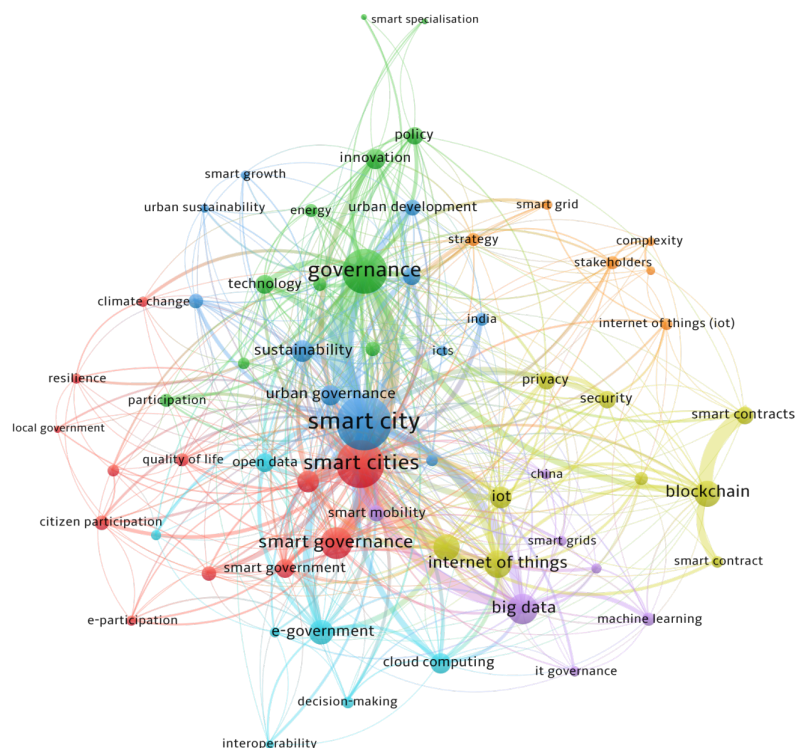 smart specialisation
policy
innovation
smart growth
urban sustainability
energy
urban development
smart grid
strategy
complexity
stakeholders
governance
technology
climate change
india
internet of things (iot)
sustainability
icts
resilience
privacy
urban governance
participation
security
smart contracts
smart city
local government
quality of life
open data
smart cities
china
iot
blockchain
smart mobility
citizen participation
smart governance
smart grids
smart government
internet of things
smart contract
big data
e-participation
e-government
machine learning
cloud computing
it governance
decision-making
interoperability